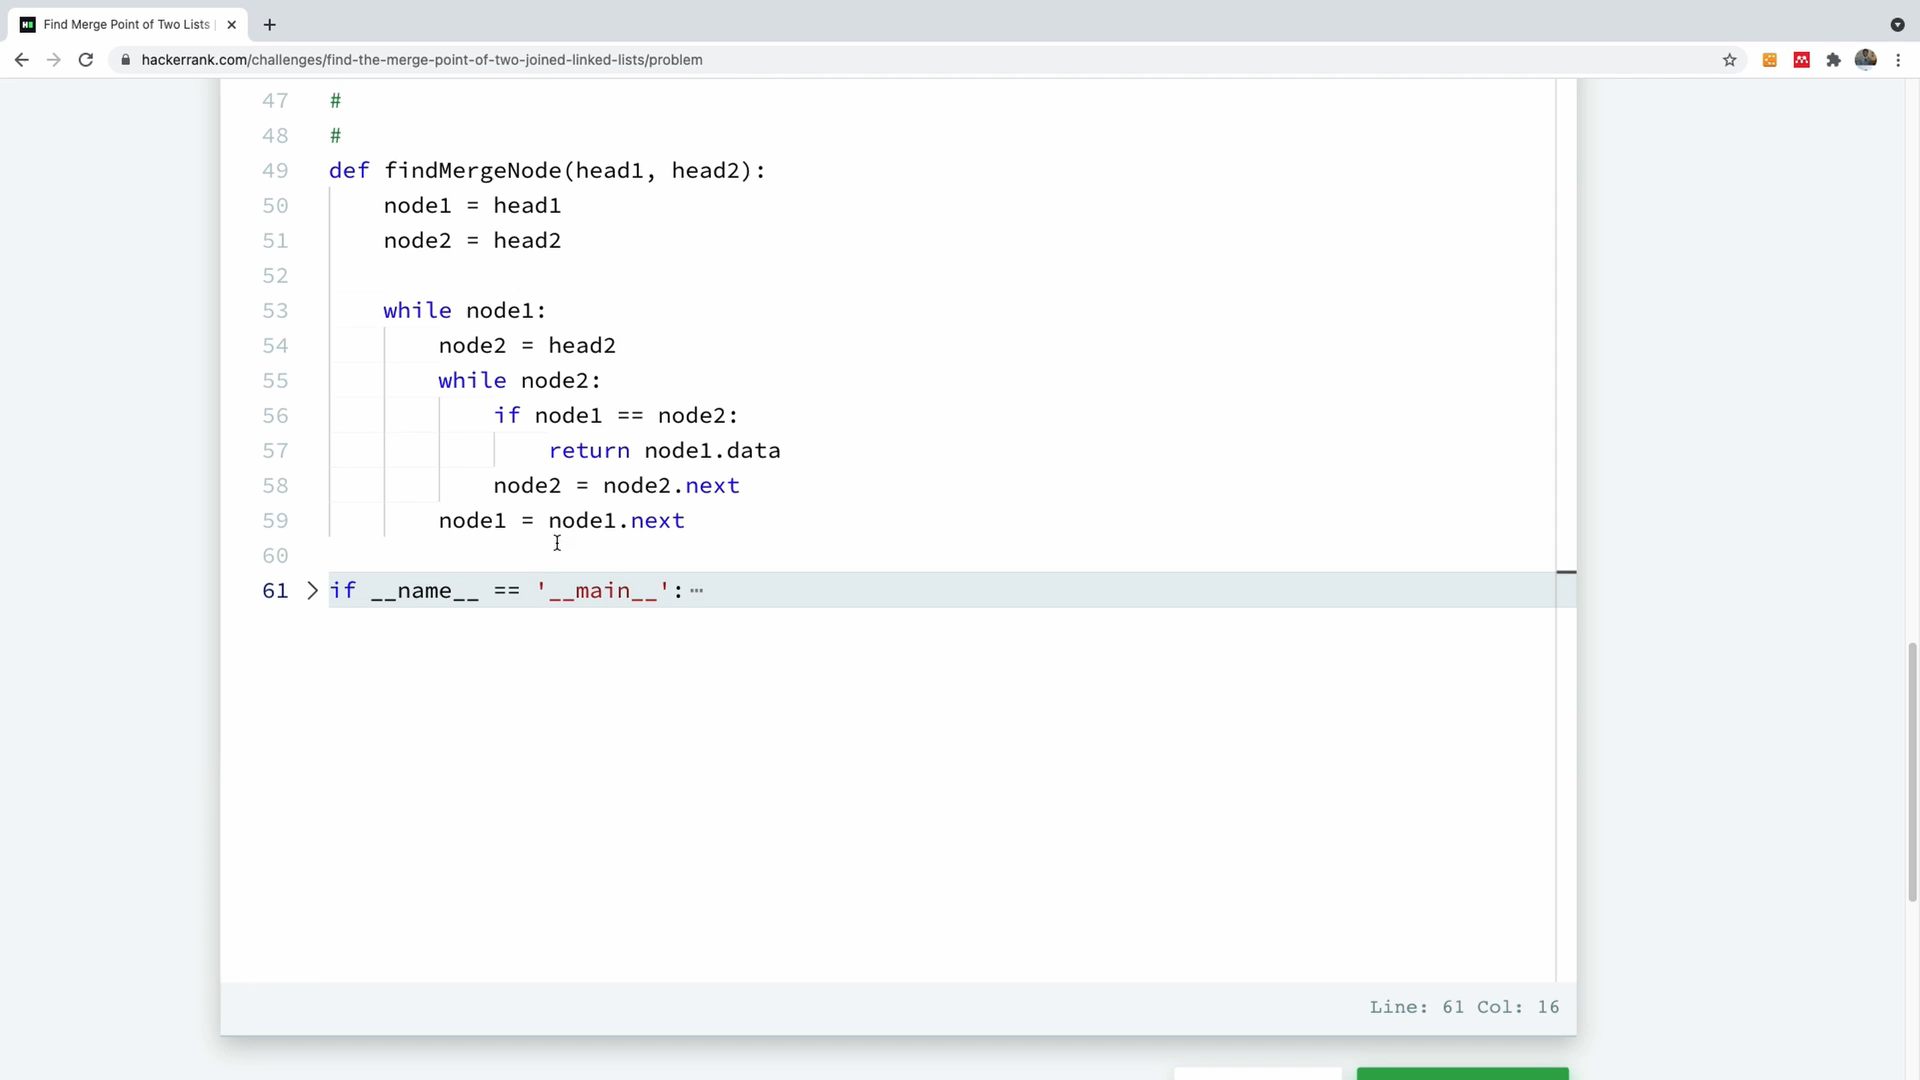 Find Merge Point of Two Lists |
hackerrank.com/challenges/find-the-merge-point-of-two-joined-linked-lists/problem
47 #
48 #
49 def findMergeNode(head1, head2):
50     node1 = head1
51     node2 = head2
52
53     while node1:
54         node2 = head2
55         while node2:
56             if node1 == node2:
57                 return node1.data
58             node2 = node2.next
59         node1 = node1.next
60
61 if __name__ == '__main__':
Line: 61 Col: 16